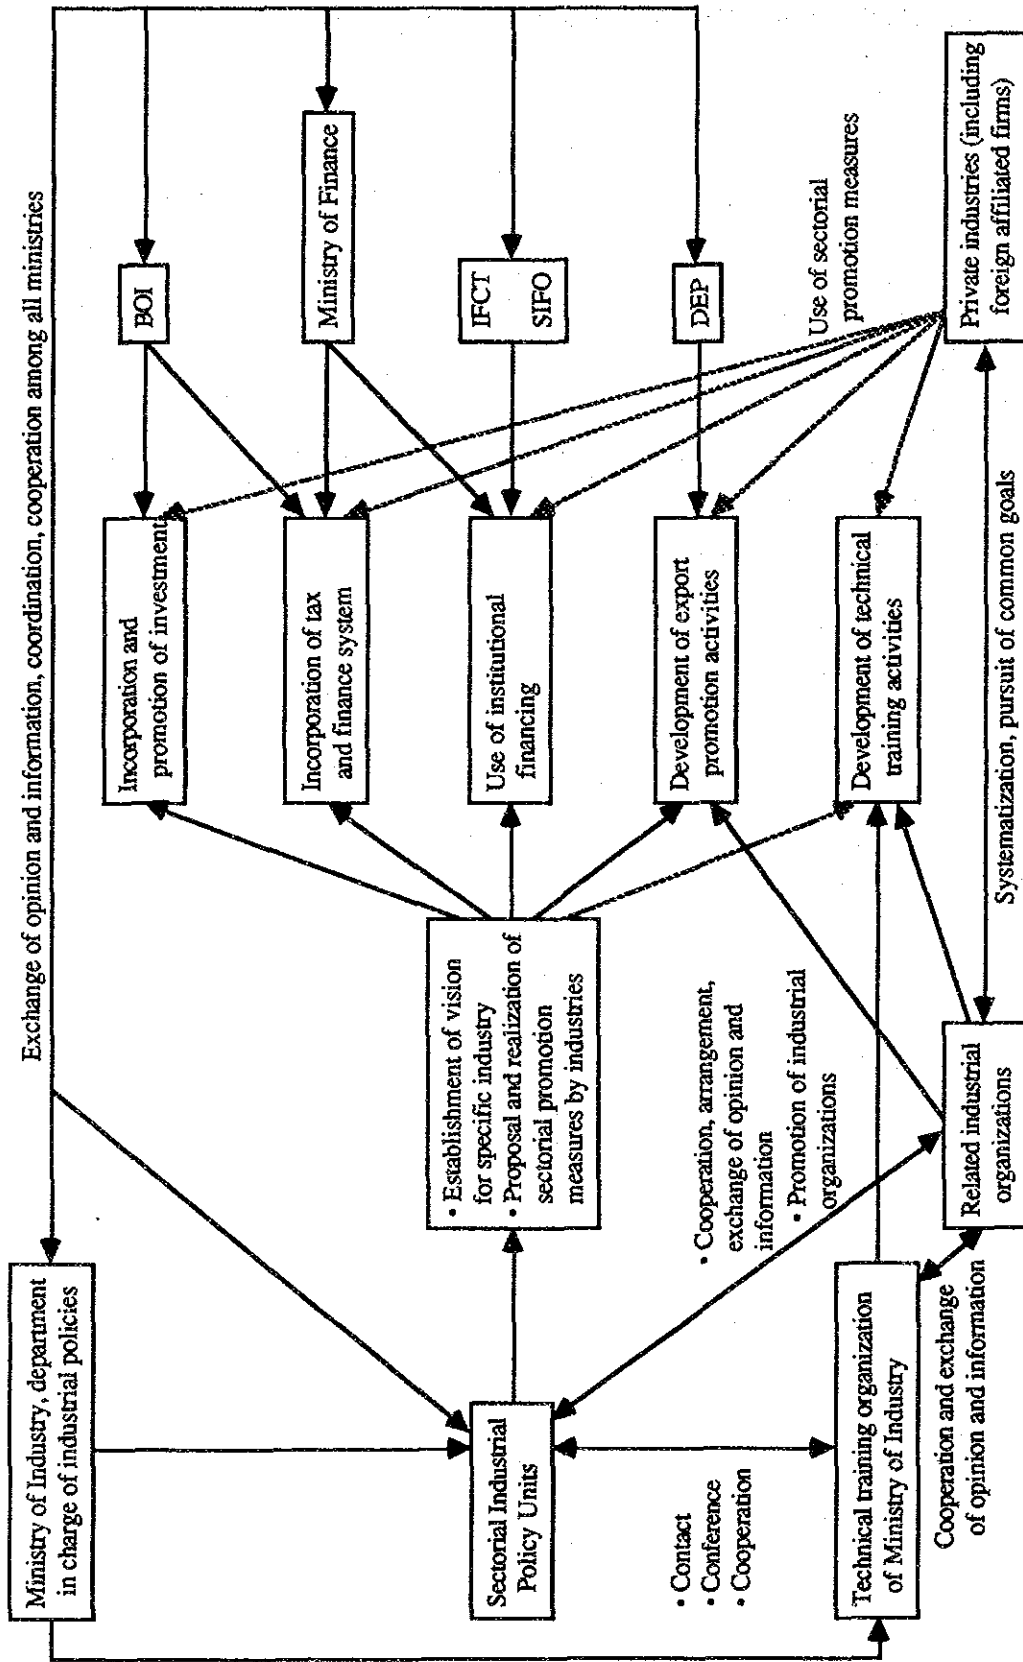 Exchange of opinion and information, coordination, cooperation among all ministries
Ministry of Industry, department
in charge of industrial policies
Sectorial Industrial
Policy Units
• Contact
• Conference
• Cooperation
Technical training organization
of Ministry of Industry
Cooperation and exchange
of opinion and information
• Establishment of vision
for specific industry
• Proposal and realization of
sectorial promotion
measures by industries
• Cooperation, arrangement,
exchange of opinion and
information
• Promotion of industrial
organizations
Related industrial
organizations
Incorporation and
promotion of investment
Incorporation of tax
and finance system
Use of institutional
financing
Development of export
promotion activities
Development of technical
training activities
Systematization, pursuit of common goals
BOI
Ministry of Finance
IFCT
SIFO
DEP
Use of sectorial
promotion measures
Private industries (including
foreign affiliated firms)